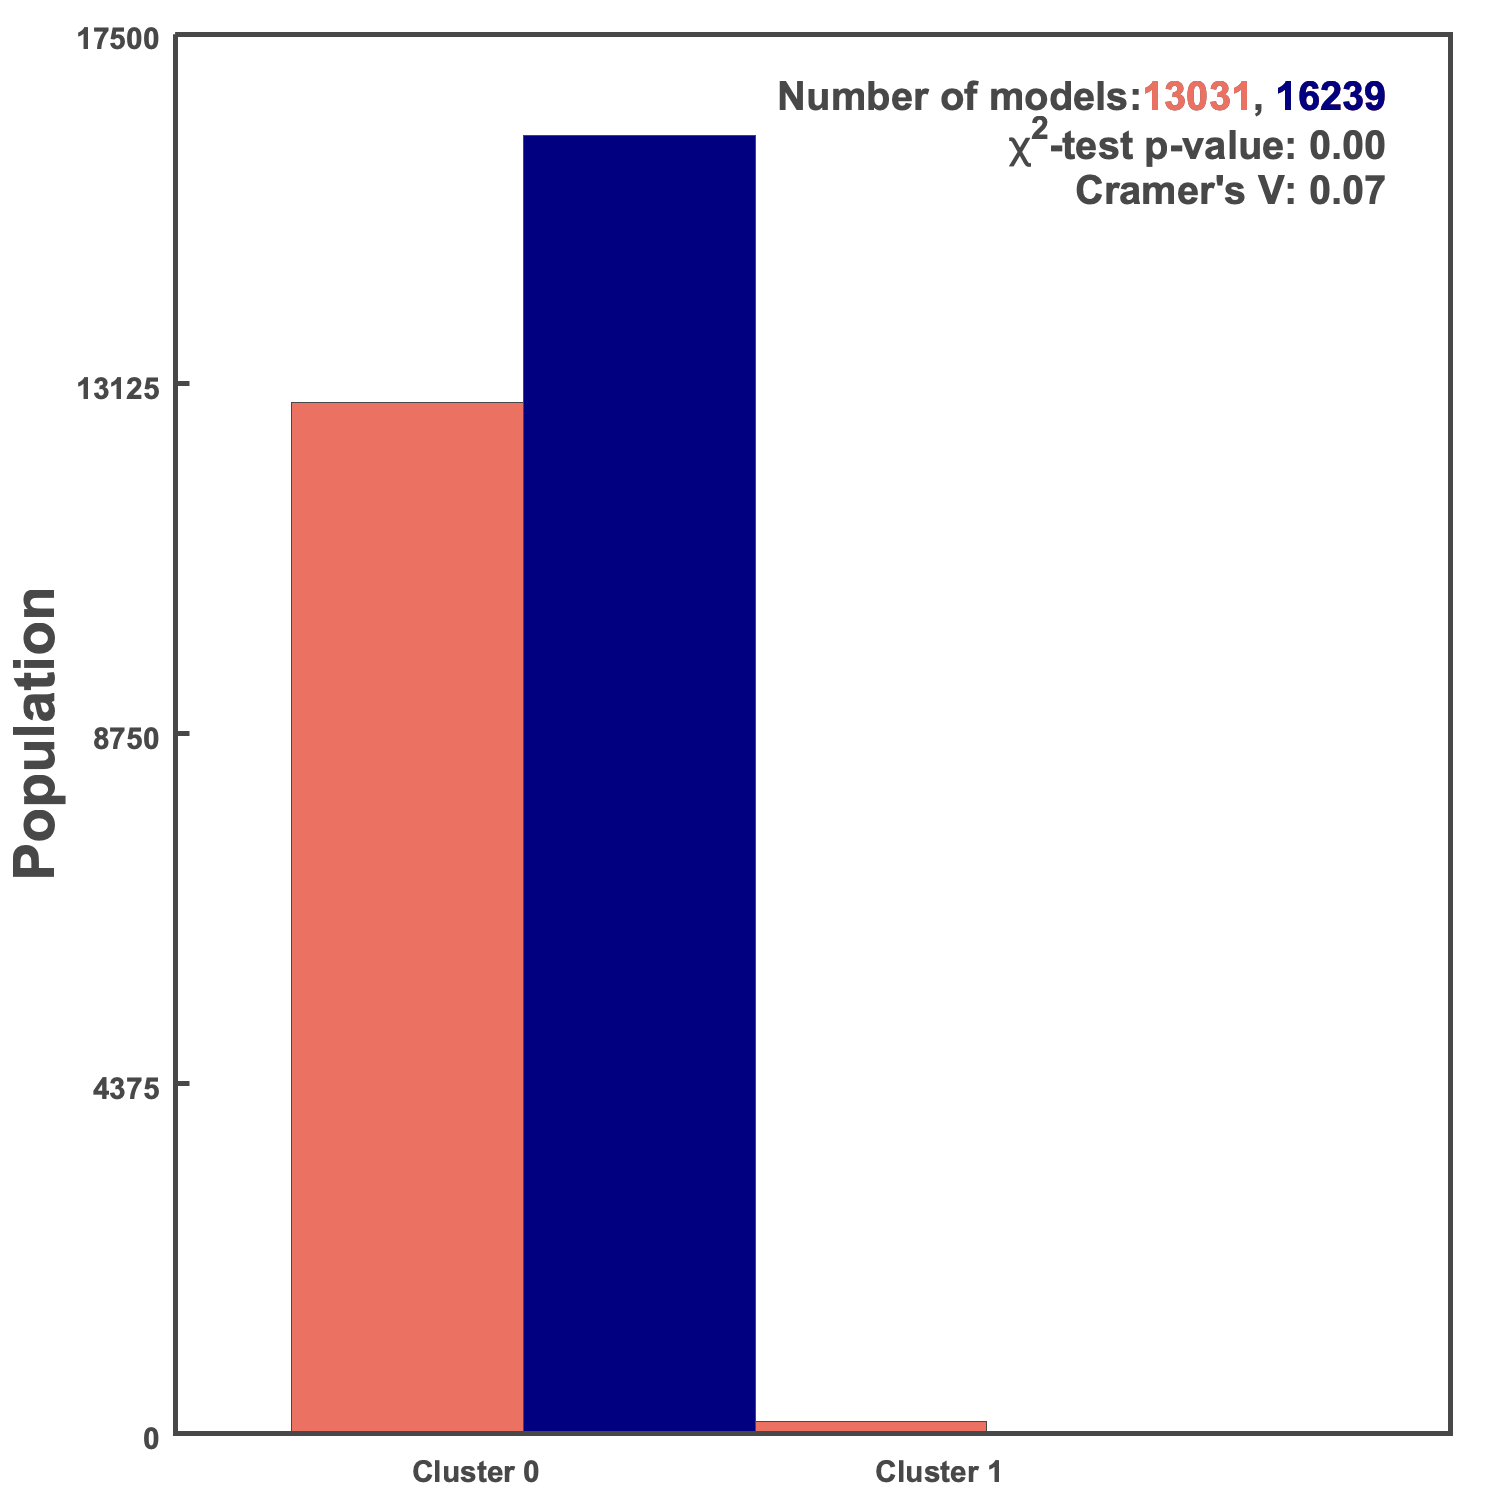 17500
Number of models:13031, 16239
χ2-test p-value: 0.00
Cramer's V: 0.07
13125
Population
8750
4375
0
Cluster 0
Cluster 1